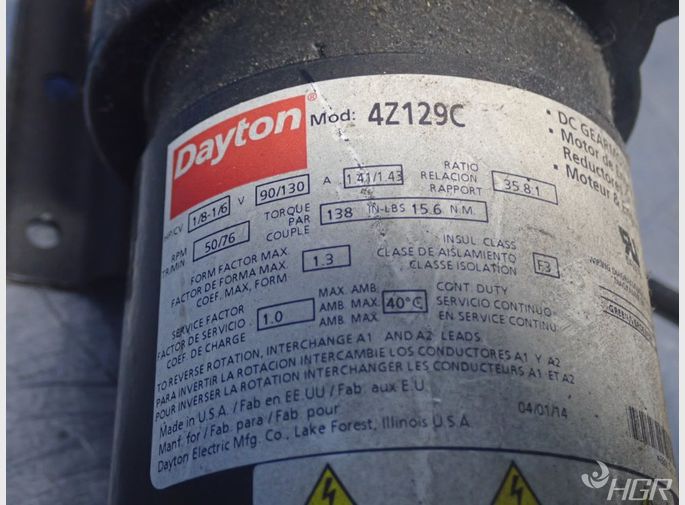 Dayton® Mod: 4Z129C
HP/CV 1/8-1/6 V 90/130 A 1.41/1.43 RATIO RELACION RAPPORT 35.8:1
RPM TR/MIN 50/76 TORQUE PAR COUPLE 138 IN-LBS 15.6 N.M.
FORM FACTOR MAX.
FACTOR DE FORMA MAX.
COEF. MAX, FORM
1.3
INSUL. CLASS
CLASE DE AISLAMIENTO
CLASSE ISOLATION
F3
SERVICE FACTOR
FACTOR DE SERVICIO
COEF. DE CHARGE
1.0
MAX. AMB.
AMB. MAX.
AMB. MAX.
40°C
CONT. DUTY
SERVICIO CONTINUO
EN SERVICE CONTINU
TO REVERSE ROTATION, INTERCHANGE A1 AND A2 LEADS.
PARA INVERTIR LA ROTACION INTERCAMBIE LOS CONDUCTORES A1 Y A2
POUR INVERSER LA ROTATION INTERCHANGER LES CONDUCTEURS A1 ET A2
Made in U.S.A. / Fab en EE.UU / Fab. aux E.U.
Manf. for / Fab. para / Fab. pour
Dayton Electric Mfg. Co., Lake Forest, Illinois U.S.A.
04/01/14
• DC GEARM
• Motor de
Reductores
• Moteur &
HGR